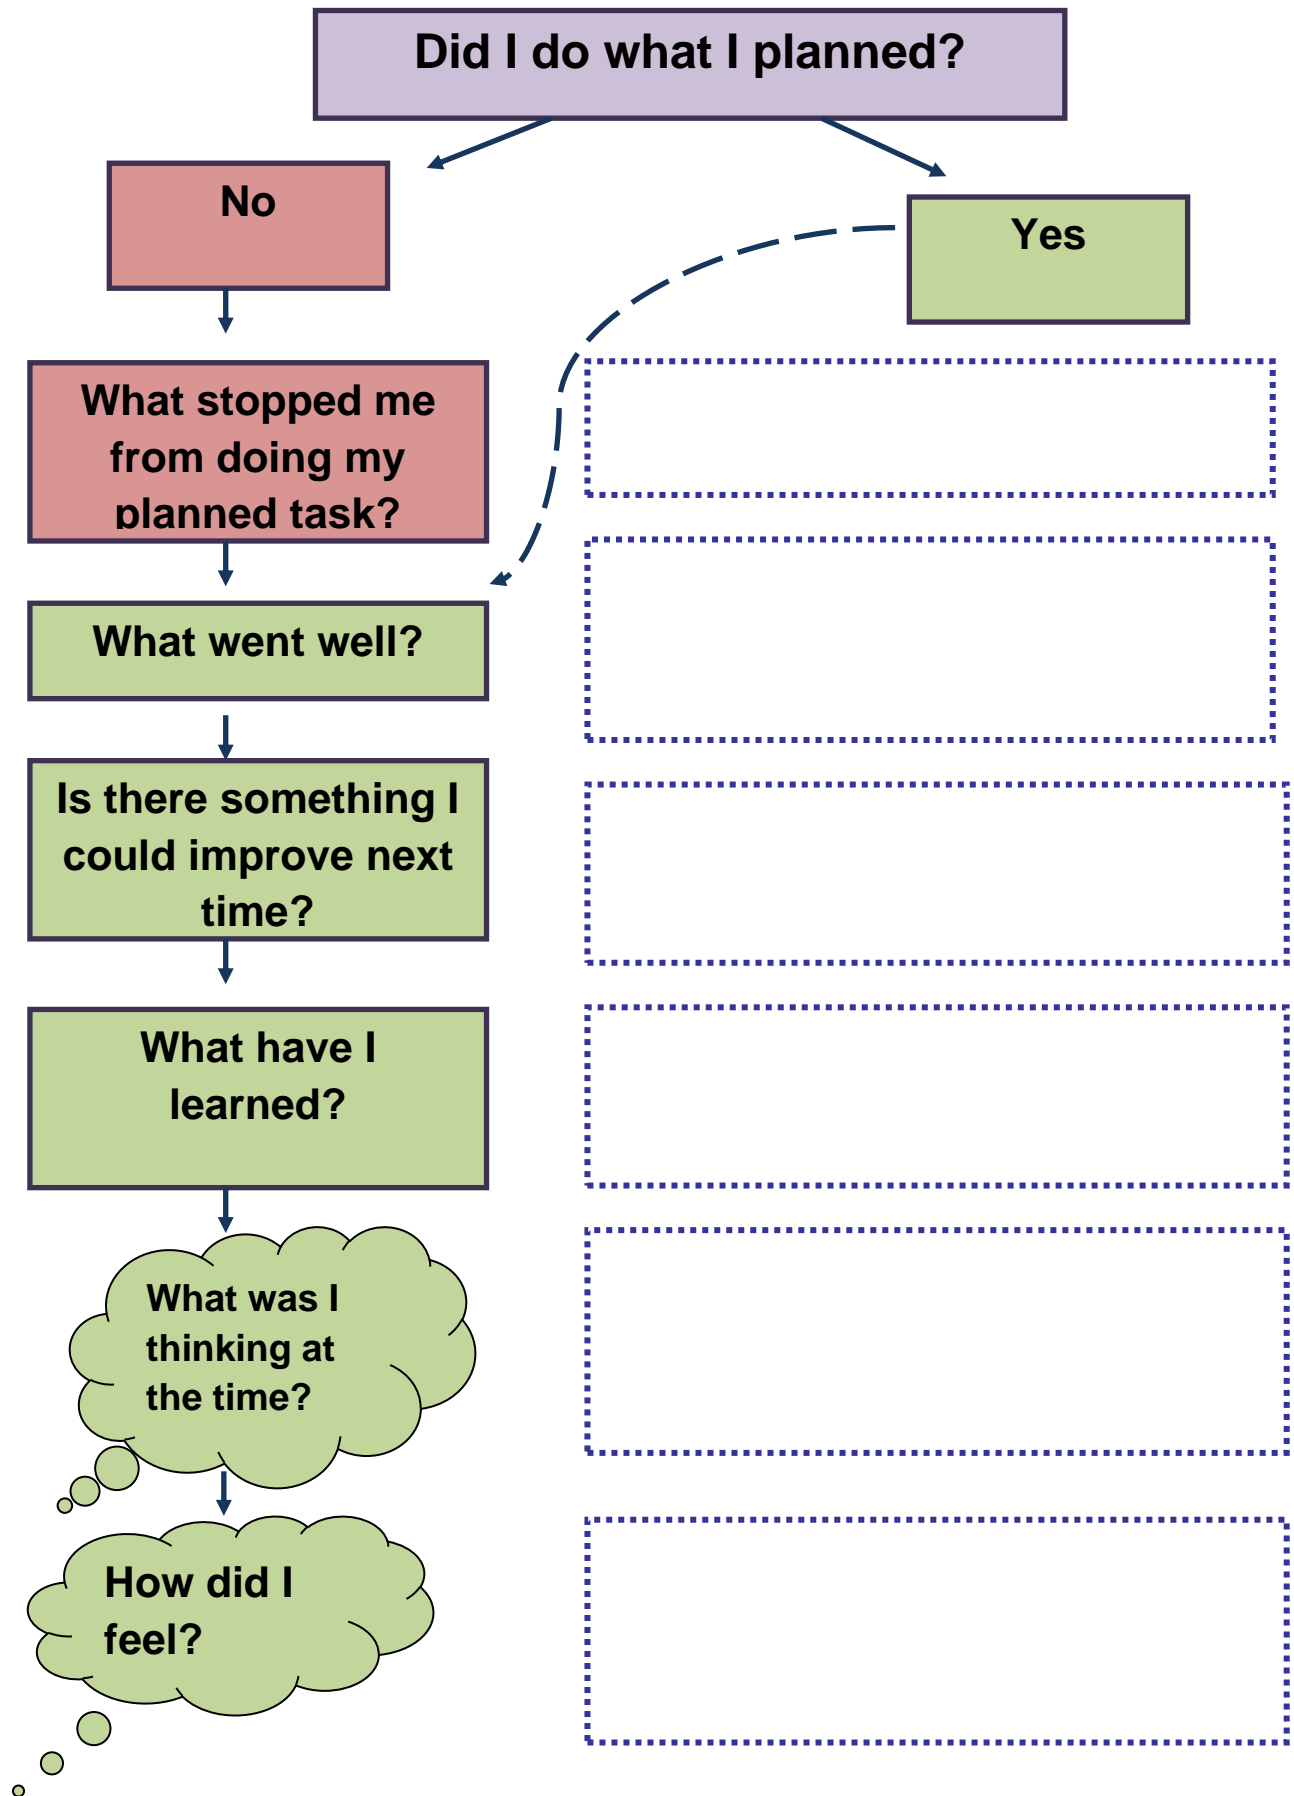 Did I do what I planned?
No
Yes
What stopped me
from doing my
planned task?
What went well?
Is there something I
could improve next
time?
What have I
learned?
What was I
thinking at
the time?
How did I
feel?